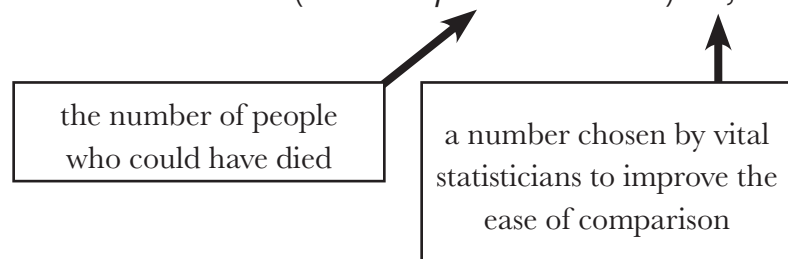 the number of people
who could have died
a number chosen by vital
statisticians to improve the
ease of comparison